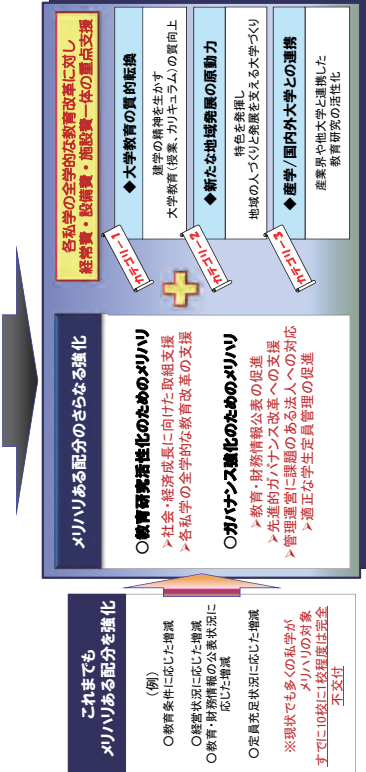 これまでも
メリハリある配分を強化
(例)
○教育条件に応じた増減
○経営状況に応じた増減
○教育・財務情報の公表状況に
応じた増減
○定員充足状況に応じた増減
※現状でも多くの私学が
メリハリの対象
すでに10校に1校程度は完全
不交付
メリハリある配分のさらなる強化
○教育研究活性化のためのメリハリ
➢社会・経済成長に向けた取組支援
➢各私学の全学的な教育改革の支援
○ガバナンス強化のためのメリハリ
➢教育・財務情報公表の促進
➢先進的ガバナンス改革への支援
➢管理運営に課題のある法人への対応
➢適正な学生定員管理の促進
各私学の全学的な教育改革に対し
経常費・設備費・施設費一体の重点支援
カテゴリー1
◆大学教育の質的転換
建学の精神を生かす
大学教育(授業、カリキュラム)の質向上
カテゴリー2
◆新たな地域発展の原動力
特色を発揮し
地域の人づくりと発展を支える大学づくり
カテゴリー3
◆産学/国内外大学との連携
産業界や他大学と連携した
教育研究の活性化